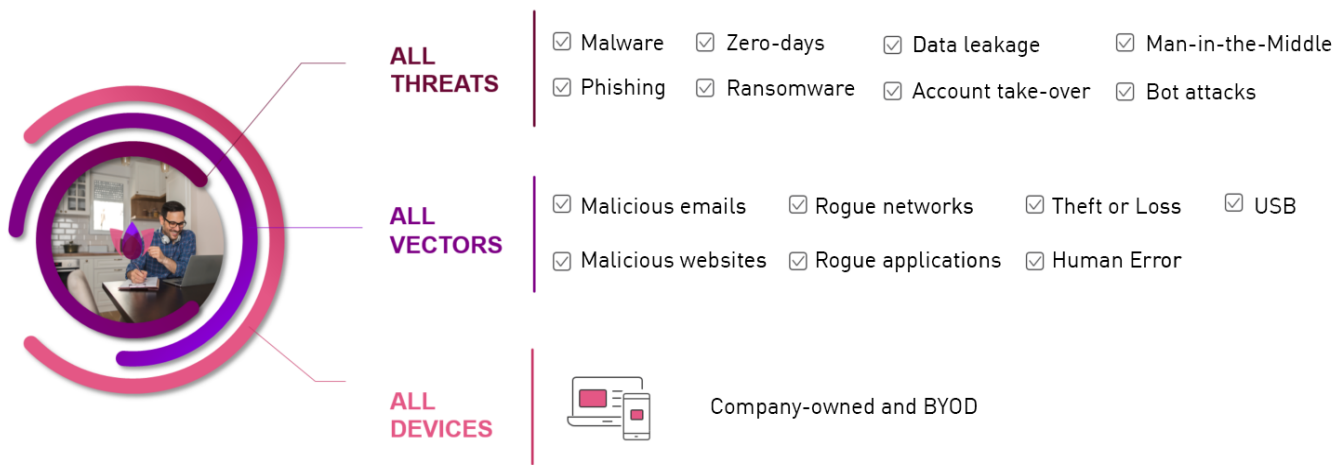 ALL
THREATS
Malware Zero-days Data leakage Man-in-the-Middle
Phishing Ransomware Account take-over Bot attacks
ALL
VECTORS
Malicious emails Rogue networks Theft or Loss USB
Malicious websites Rogue applications Human Error
ALL
DEVICES
Company-owned and BYOD